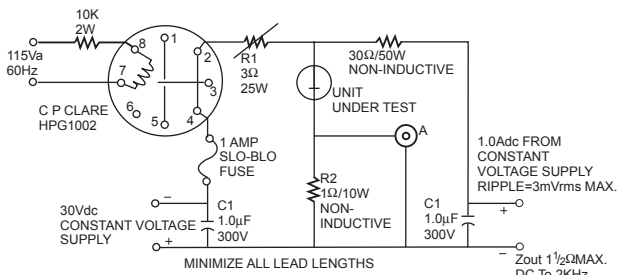 10K
2W
115Va
60Hz
8
1
2
7
3
6
5
4
C P CLARE
HPG1002
R1
3Ω
25W
30Ω/50W
NON-INDUCTIVE
UNIT
UNDER TEST
A
1 AMP
SLO-BLO
FUSE
R2
1Ω/10W
NON-
INDUCTIVE
1.0Adc FROM
CONSTANT
VOLTAGE SUPPLY
RIPPLE=3mVrms MAX.
–
30Vdc
CONSTANT VOLTAGE
SUPPLY
+
C1
1.0µF
300V
C1
1.0µF
300V
+
–
MINIMIZE ALL LEAD LENGTHS
Zout 1½ΩMAX.
DC To 2KHz